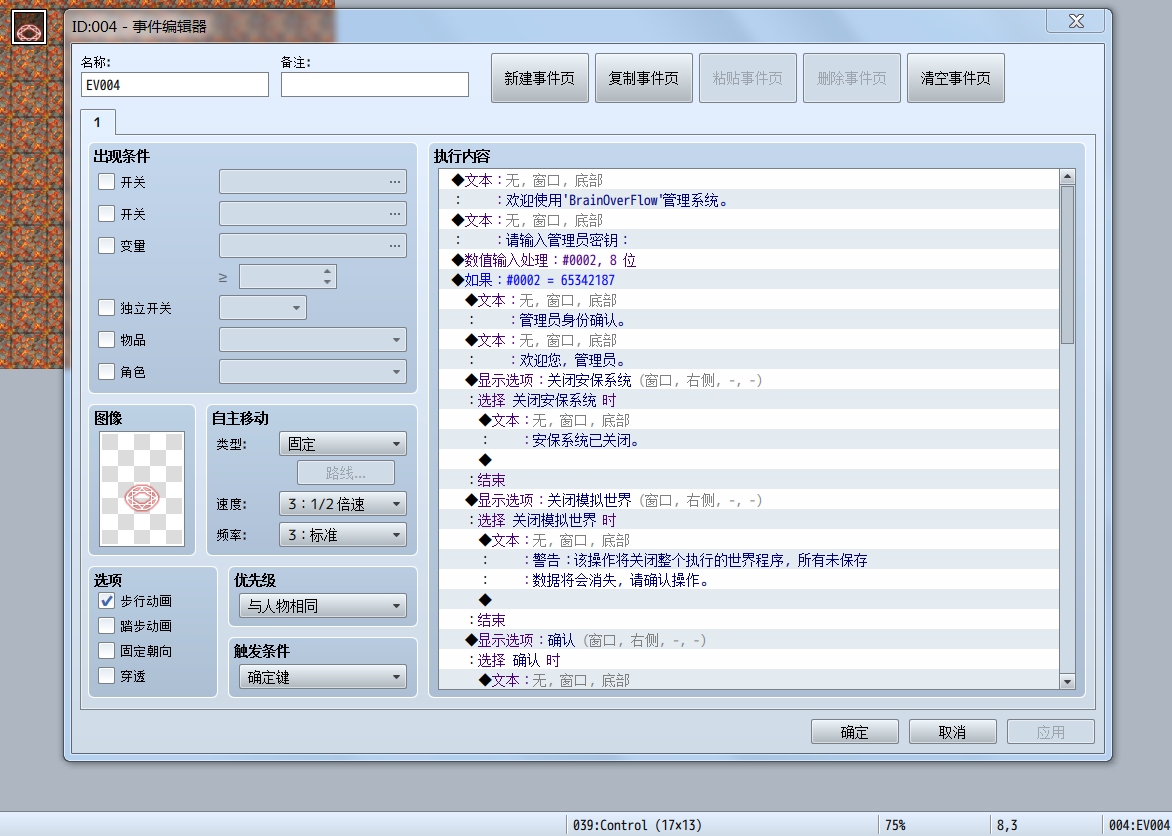 ID:004 - 事件编辑器
名称:
备注:
EV004
新建事件页
复制事件页
粘贴事件页
删除事件页
清空事件页
1
出现条件
开关
...
开关
...
变量
...
≥
独立开关
物品
角色
图像
自主移动
类型:
固定
路线...
速度:
3：1/2 倍速
频率:
3：标准
选项
步行动画
踏步动画
固定朝向
穿透
优先级
与人物相同
触发条件
确定键
执行内容
◆文本：无, 窗口, 底部
：　　：欢迎使用'BrainOverFlow'管理系统。
◆文本：无, 窗口, 底部
：　　：请输入管理员密钥：
◆数值输入处理：#0002, 8 位
◆如果：#0002 = 65342187
◆文本：无, 窗口, 底部
：　　：管理员身份确认。
◆文本：无, 窗口, 底部
：　　：欢迎您, 管理员。
◆显示选项：关闭安保系统 (窗口, 右侧, -, -)
：选择 关闭安保系统 时
◆文本：无, 窗口, 底部
：　　：安保系统已关闭。
◆
：结束
◆显示选项：关闭模拟世界 (窗口, 右侧, -, -)
：选择 关闭模拟世界 时
◆文本：无, 窗口, 底部
：　　：警告：该操作将关闭整个执行的世界程序, 所有未保存
：　　：数据将会消失, 请确认操作。
◆
：结束
◆显示选项：确认 (窗口, 右侧, -, -)
：选择 确认 时
◆文本：无, 窗口, 底部
确定
取消
应用
039:Control (17×13)
75%
8,3
004:EV004